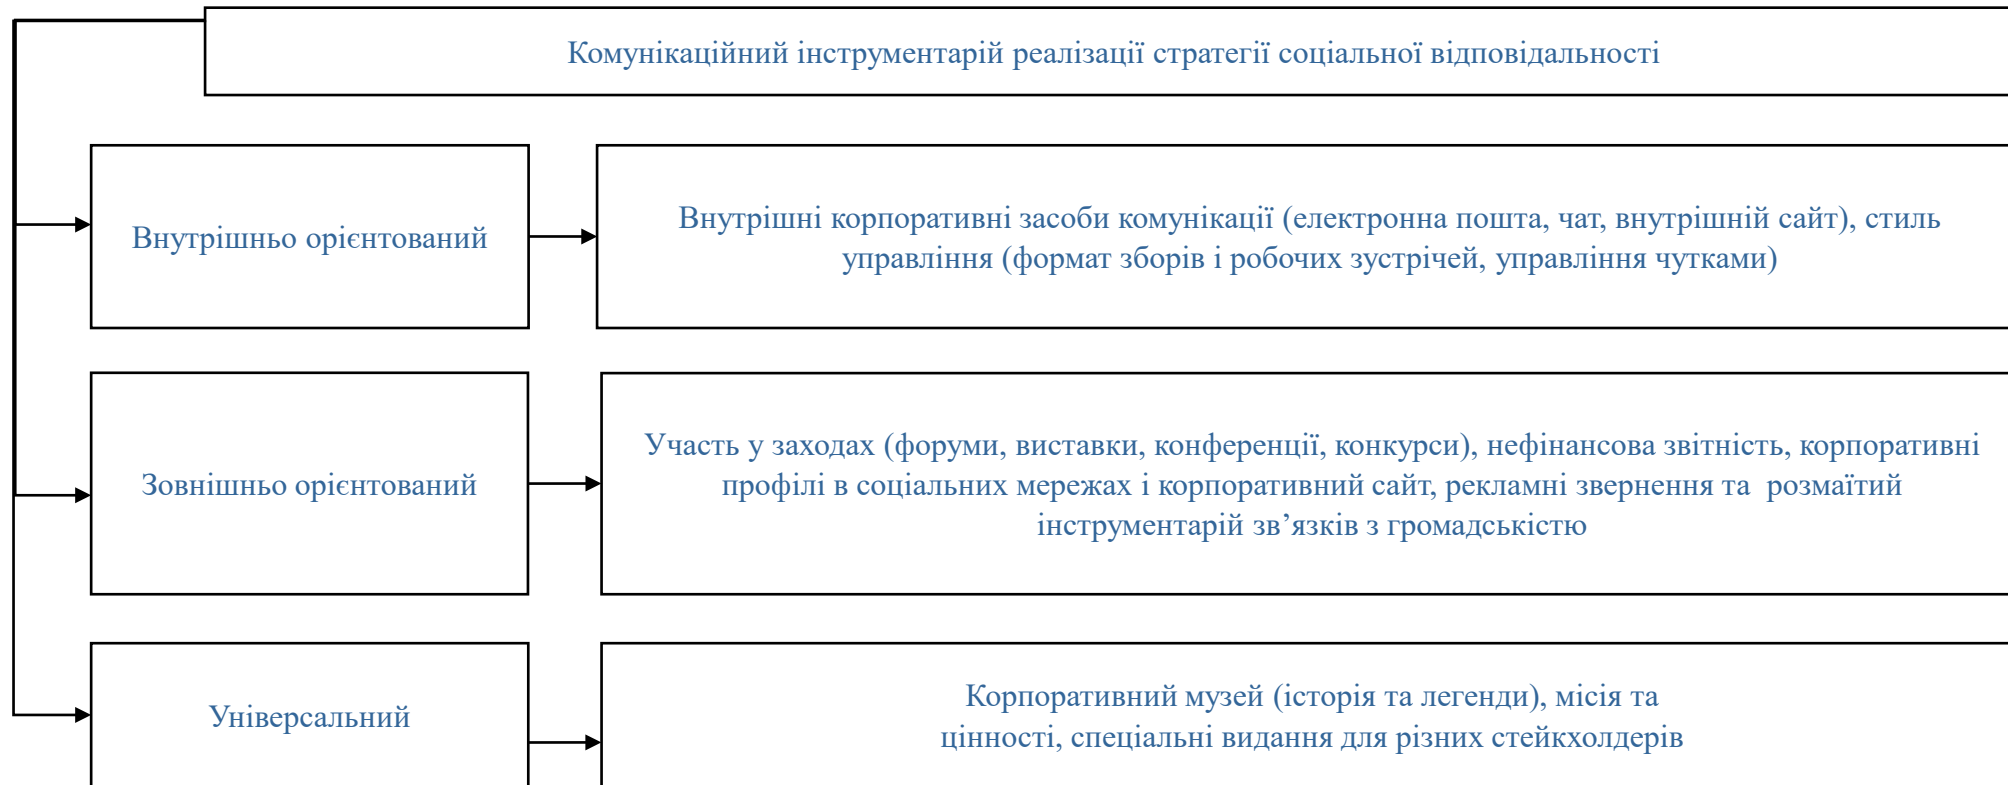 Комунікаційний інструментарій реалізації стратегії соціальної відповідальності
Внутрішньо орієнтований
Внутрішні корпоративні засоби комунікації (електронна пошта, чат, внутрішній сайт), стиль
управління (формат зборів і робочих зустрічей, управління чутками)
Зовнішньо орієнтований
Участь у заходах (форуми, виставки, конференції, конкурси), нефінансова звітність, корпоративні
профілі в соціальних мережах і корпоративний сайт, рекламні звернення та розмаїтий
інструментарій зв’язків з громадськістю
Універсальний
Корпоративний музей (історія та легенди), місія та
цінності, спеціальні видання для різних стейкхолдерів